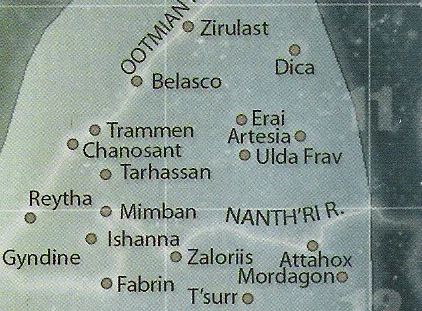 OOTMIAN
Zirulast
Dica
Belasco
Erai
Trammen
Artesia
Chanosant
Ulda Frav
Tarhassan
Reytha
Mimban
NANTH'RI R.
Ishanna
Gyndine
Zaloriis
Attahox
Fabrin
Mordagon
T'surr
11